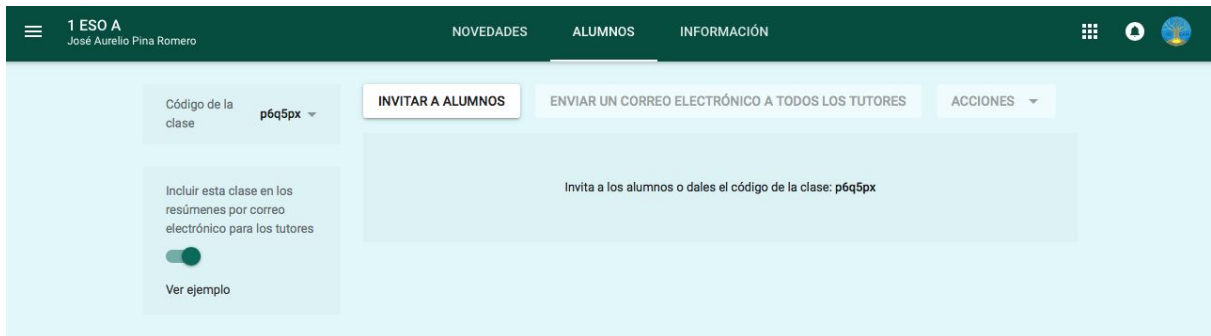 1 ESO A
José Aurelio Pina Romero
NOVEDADES
ALUMNOS
INFORMACIÓN
Código de la
clase
p6q5px
INVITAR A ALUMNOS
ENVIAR UN CORREO ELECTRÓNICO A TODOS LOS TUTORES
ACCIONES
Invita a los alumnos o dales el código de la clase: p6q5px
Incluir esta clase en los
resúmenes por correo
electrónico para los tutores
Ver ejemplo